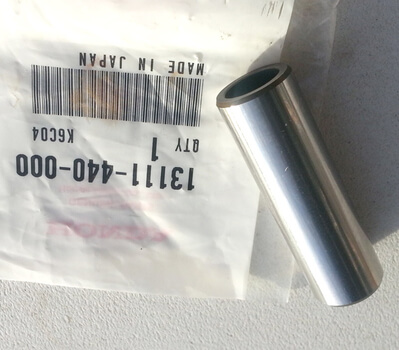 13111-440-000
QTY 1
K6C04
MADE IN JAPAN